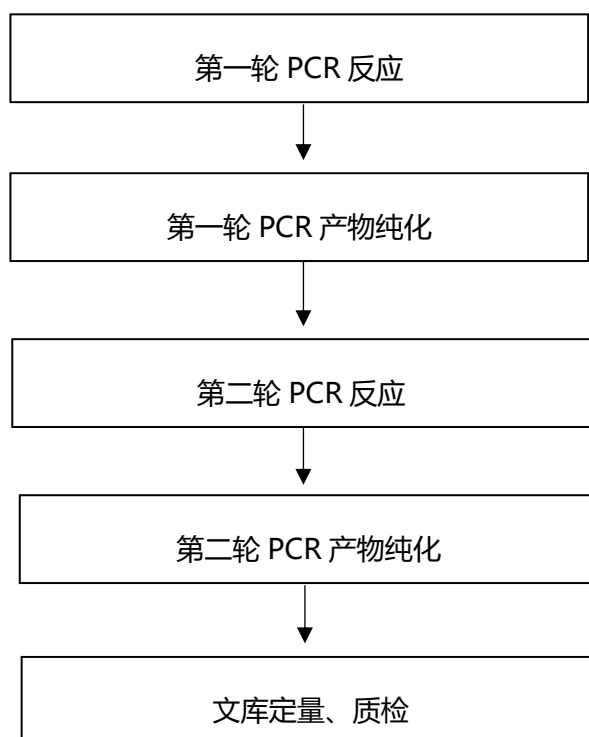 第一轮 PCR 反应
第一轮 PCR 产物纯化
第二轮 PCR 反应
第二轮 PCR 产物纯化
文库定量、质检